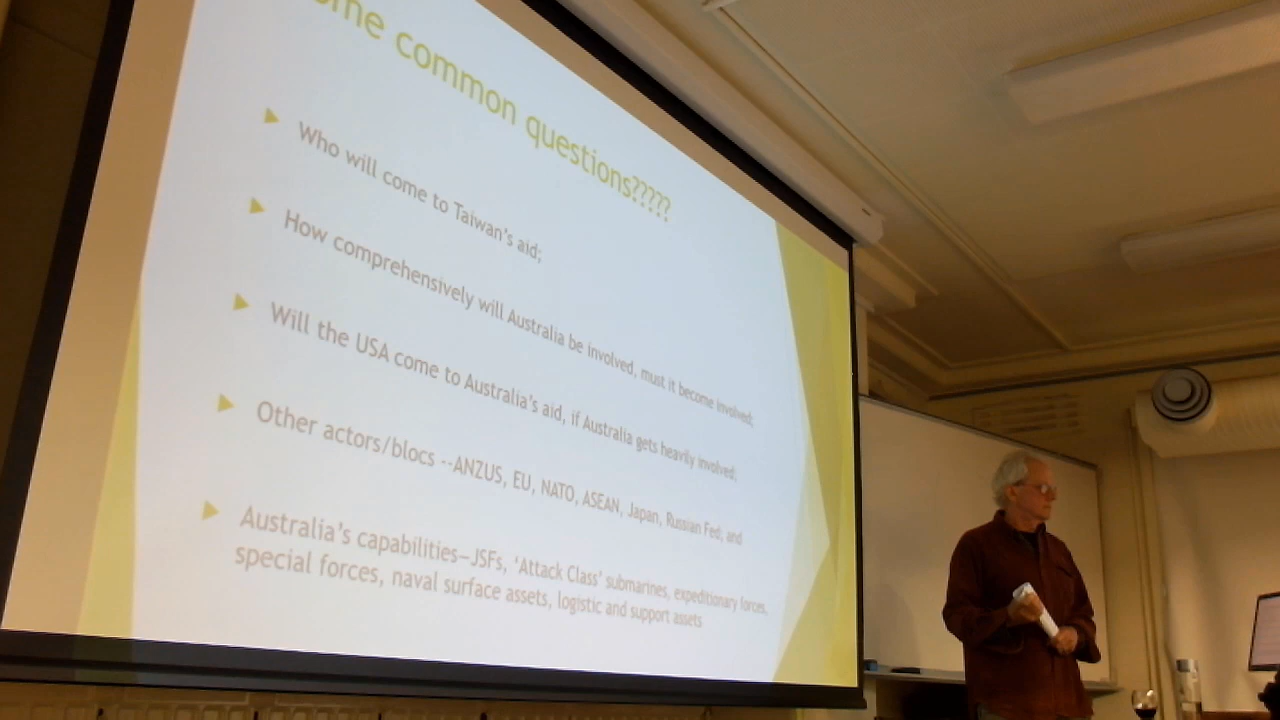 ome common questions?????
Who will come to Taiwan's aid;
How comprehensively will Australia be involved, must it become involved;
Will the USA come to Australia's aid, if Australia gets heavily involved;
Other actors/blocs --ANZUS, EU, NATO, ASEAN, Japan, Russian Fed; and
Australia's capabilities—JSFs, 'Attack Class' submarines, expeditionary forces,
special forces, naval surface assets, logistic and support assets